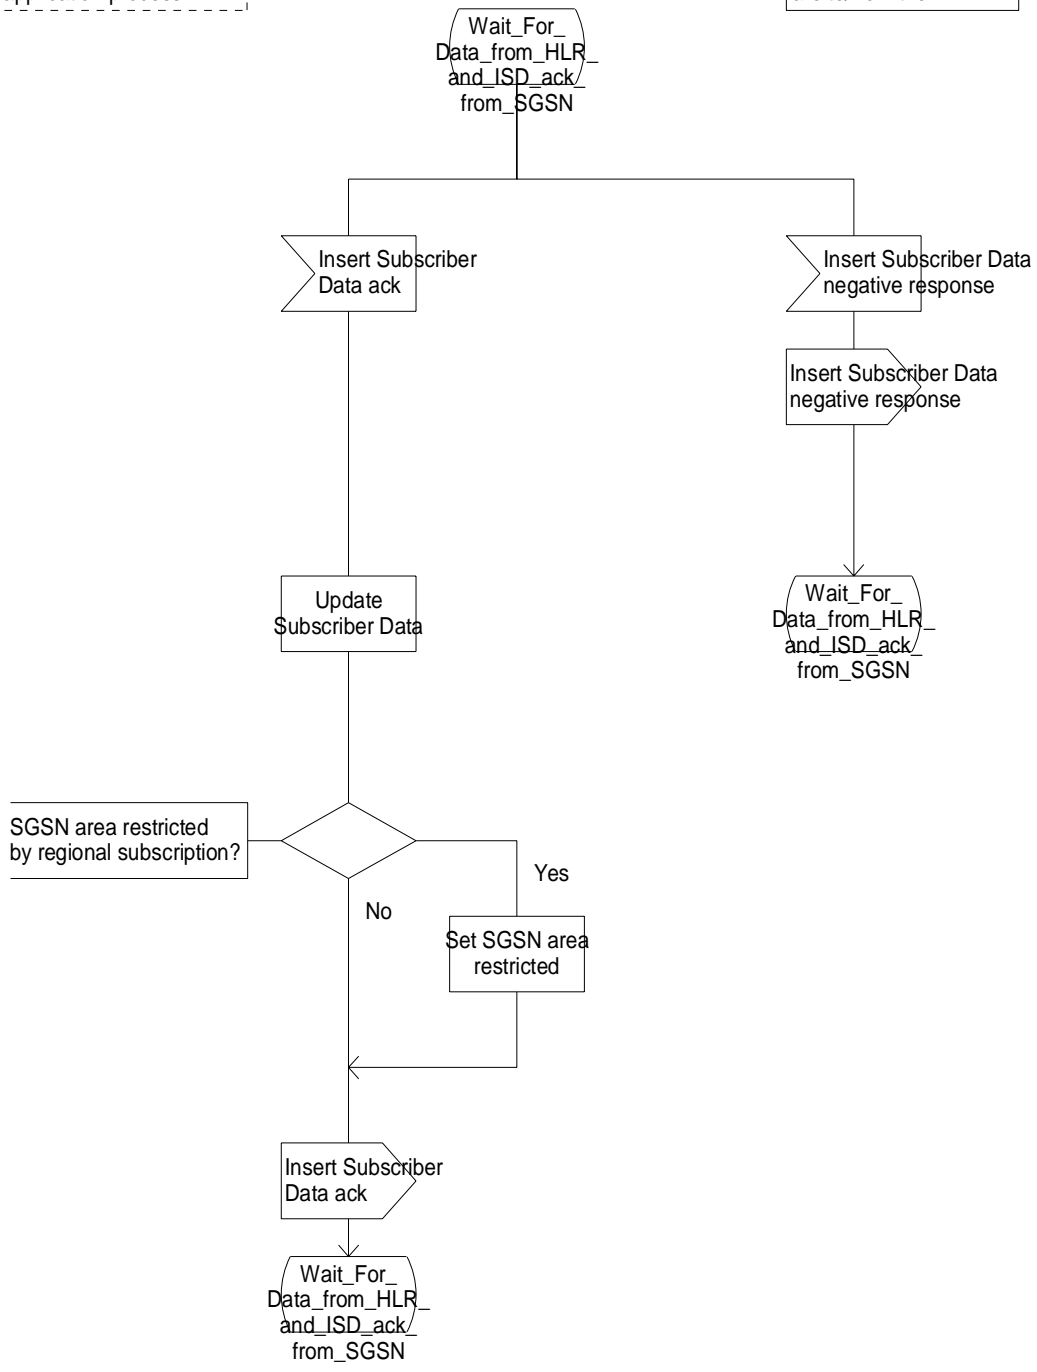 Wait_For_
Data_from_HLR_
and_ISD_ack_
from_SGSN
Insert Subscriber
Data ack
Insert Subscriber Data
negative response
Insert Subscriber Data
negative response
Update
Subscriber Data
Wait_For_
Data_from_HLR_
and_ISD_ack_
from_SGSN
SGSN area restricted
by regional subscription?
Yes
No
Set SGSN area
restricted
Insert Subscriber
Data ack
Wait_For_
Data_from_HLR_
and_ISD_ack_
from_SGSN